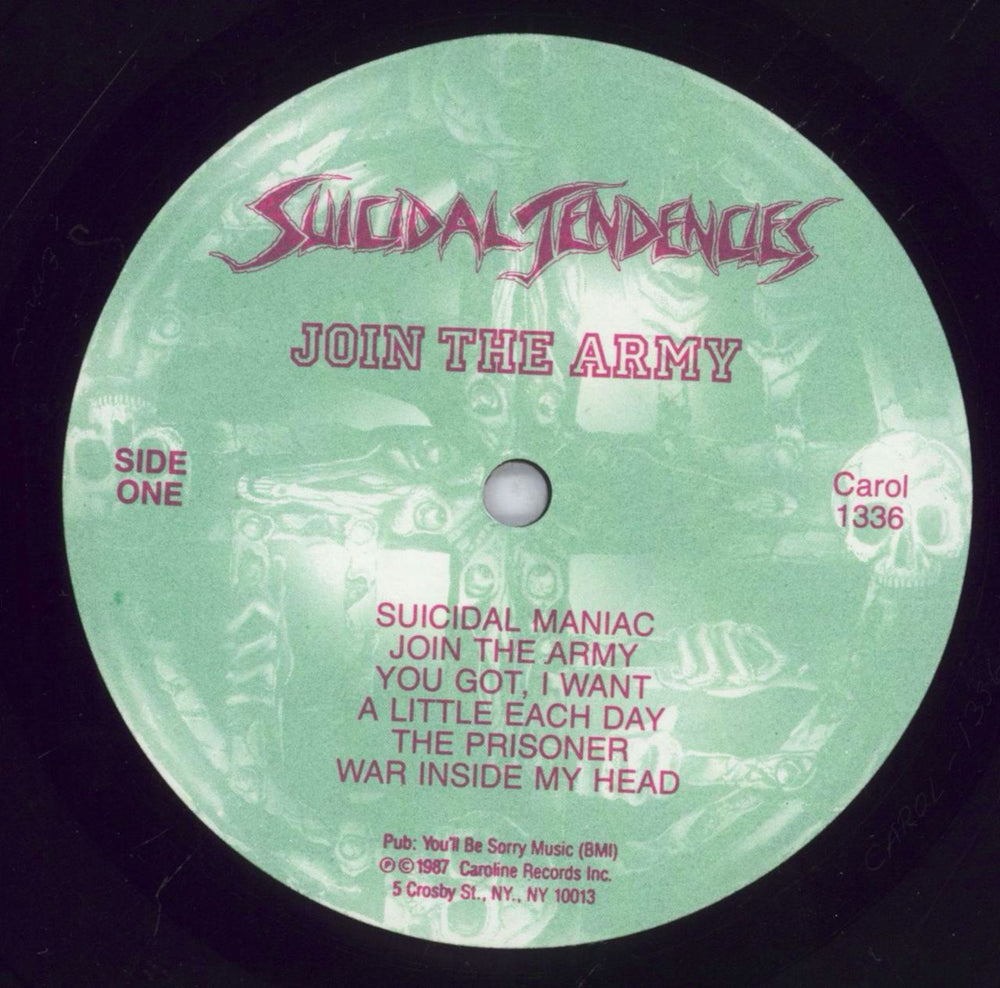 SUICIDAL TENDENCIES
JOIN THE ARMY
SIDE
ONE
Carol
1336
SUICIDAL MANIAC
JOIN THE ARMY
YOU GOT, I WANT
A LITTLE EACH DAY
THE PRISONER
WAR INSIDE MY HEAD
Pub: You'll Be Sorry Music (BMI)
℗©1987 Caroline Records Inc.
5 Crosby St., NY., NY 10013